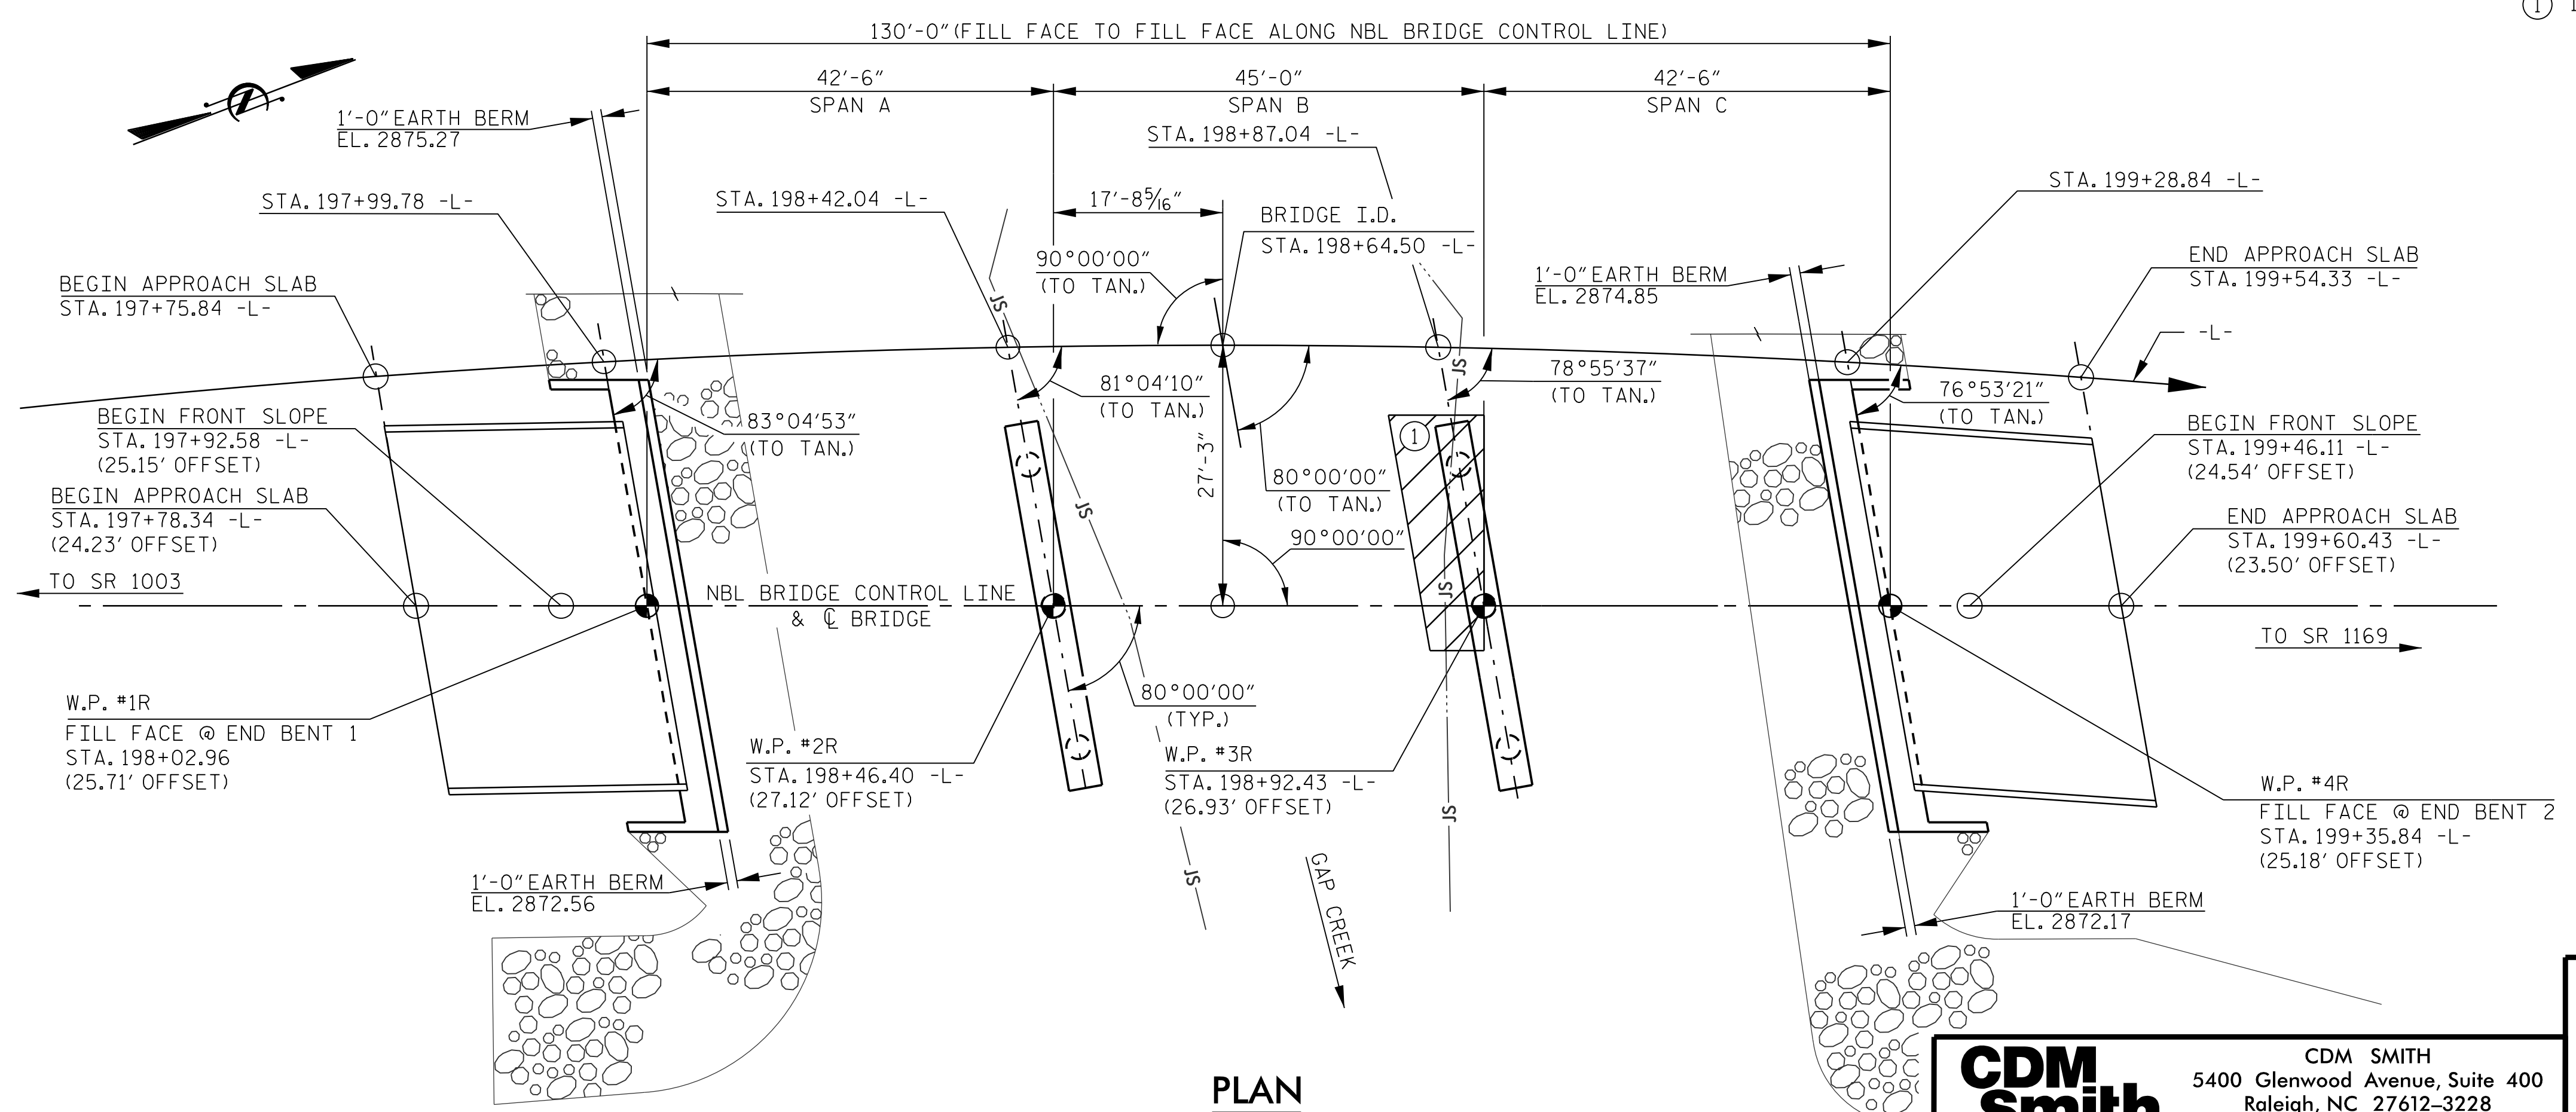 1
130'-0" (FILL FACE TO FILL FACE ALONG NBL BRIDGE CONTROL LINE)
42'-6"
SPAN A
45'-0"
SPAN B
42'-6"
SPAN C
1'-0" EARTH BERM
EL. 2875.27
STA. 198+87.04 -L-
STA. 199+28.84 -L-
STA. 197+99.78 -L-
STA. 198+42.04 -L-
17'-8 5/16"
BRIDGE I.D.
STA. 198+64.50 -L-
90°00'00"
(TO TAN.)
1'-0" EARTH BERM
EL. 2874.85
END APPROACH SLAB
STA. 199+54.33 -L-
BEGIN APPROACH SLAB
STA. 197+75.84 -L-
-L-
JS
JS
81°04'10"
(TO TAN.)
78°55'37"
(TO TAN.)
76°53'21"
(TO TAN.)
BEGIN FRONT SLOPE
STA. 197+92.58 -L-
(25.15' OFFSET)
83°04'53"
(TO TAN.)
1
BEGIN FRONT SLOPE
STA. 199+46.11 -L-
(24.54' OFFSET)
27'-3"
80°00'00"
(TO TAN.)
BEGIN APPROACH SLAB
STA. 197+78.34 -L-
(24.23' OFFSET)
JS
90°00'00"
END APPROACH SLAB
STA. 199+60.43 -L-
(23.50' OFFSET)
TO SR 1003
NBL BRIDGE CONTROL LINE
& ℄ BRIDGE
JS
TO SR 1169
80°00'00"
(TYP.)
W.P. #1R
FILL FACE @ END BENT 1
STA. 198+02.96
(25.71' OFFSET)
W.P. #2R
STA. 198+46.40 -L-
(27.12' OFFSET)
W.P. #3R
STA. 198+92.43 -L-
(26.93' OFFSET)
W.P. #4R
FILL FACE @ END BENT 2
STA. 199+35.84 -L-
(25.18' OFFSET)
JS
JS
1'-0" EARTH BERM
EL. 2872.56
GAP CREEK
1'-0" EARTH BERM
EL. 2872.17
PLAN
CDM
Smith
CDM SMITH
5400 Glenwood Avenue, Suite 400
Raleigh, NC 27612-3228